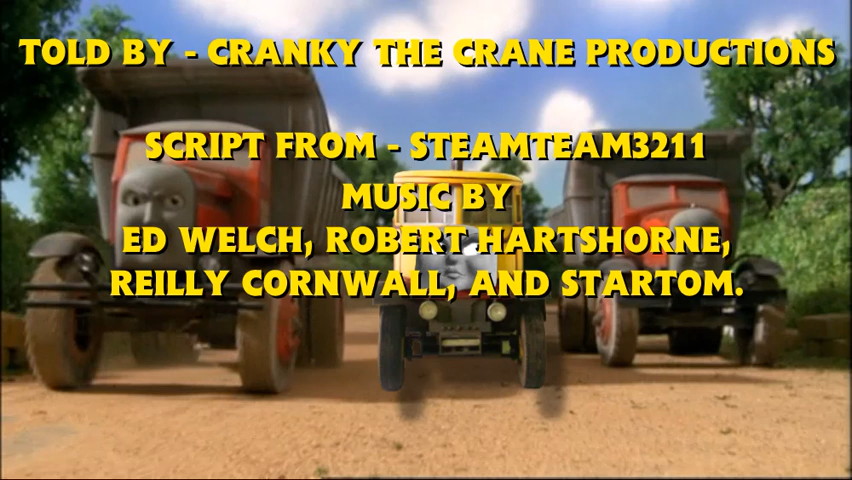 TOLD BY - CRANKY THE CRANE PRODUCTIONS
SCRIPT FROM - STEAMTEAM3211
MUSIC BY
ED WELCH, ROBERT HARTSHORNE,
REILLY CORNWALL, AND STARTOM.